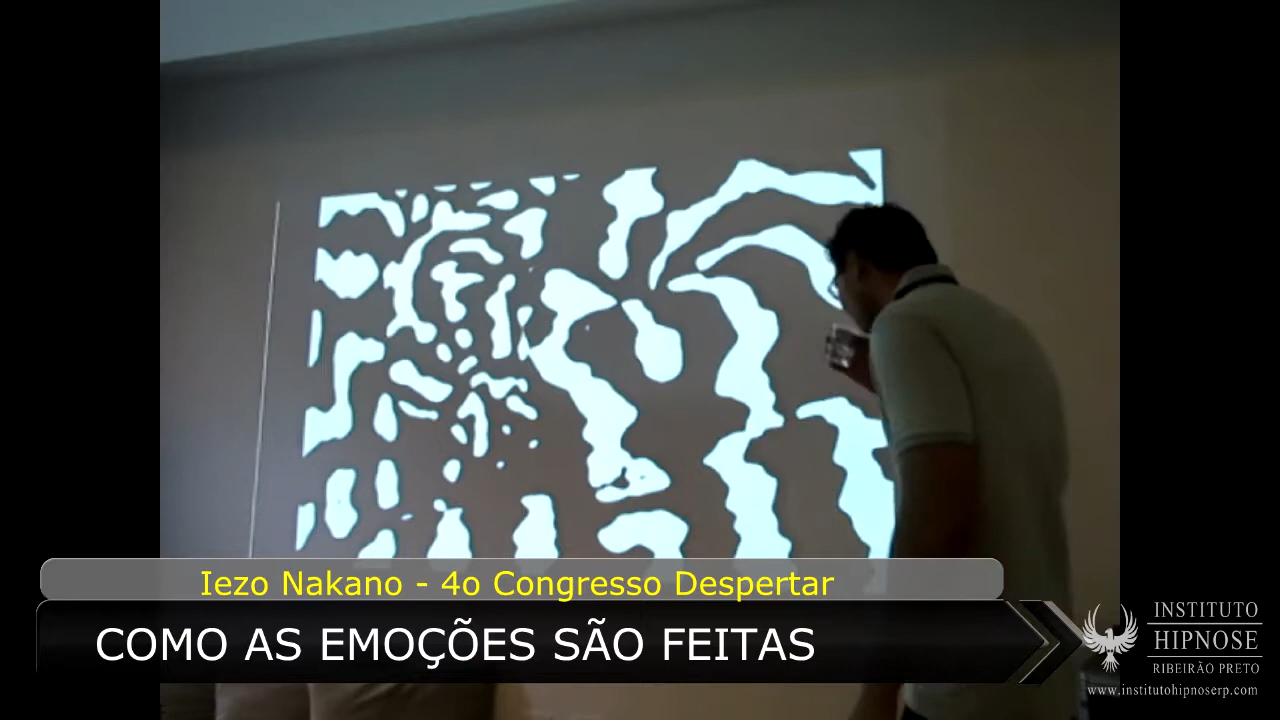 Iezo Nakano - 4o Congresso Despertar
COMO AS EMOÇÕES SÃO FEITAS
INSTITUTO
HIPNOSE
RIBEIRÃO PRETO
www.institutohipnoserp.com